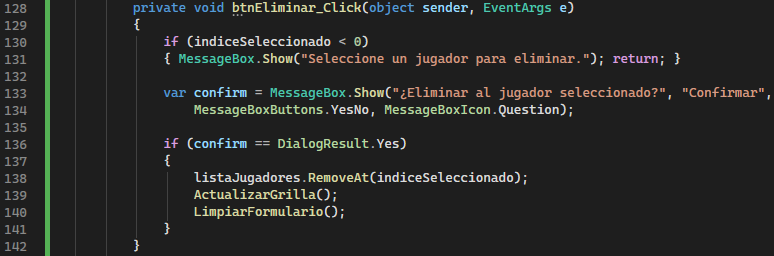 128 private void btnEliminar_Click(object sender, EventArgs e)
129 {
130 if (indiceSeleccionado < 0)
131 { MessageBox.Show("Seleccione un jugador para eliminar."); return; }
132
133 var confirm = MessageBox.Show("¿Eliminar al jugador seleccionado?", "Confirmar",
134 MessageBoxButtons.YesNo, MessageBoxIcon.Question);
135
136 if (confirm == DialogResult.Yes)
137 {
138 listaJugadores.RemoveAt(indiceSeleccionado);
139 ActualizarGrilla();
140 LimpiarFormulario();
141 }
142 }